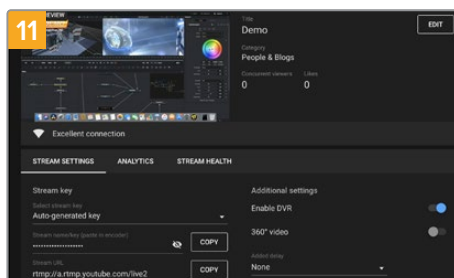 11
PREVIEW
Title
Demo
EDIT
Category
People & Blogs
Concurrent viewers Likes
0 0
Excellent connection
STREAM SETTINGS ANALYTICS STREAM HEALTH
Stream key
Additional settings
Select stream key
Auto-generated key
Enable DVR
Stream name/key (paste in encoder)
COPY
360° video
Stream URL
rtmp://a.rtmp.youtube.com/live2
COPY
Added delay
None